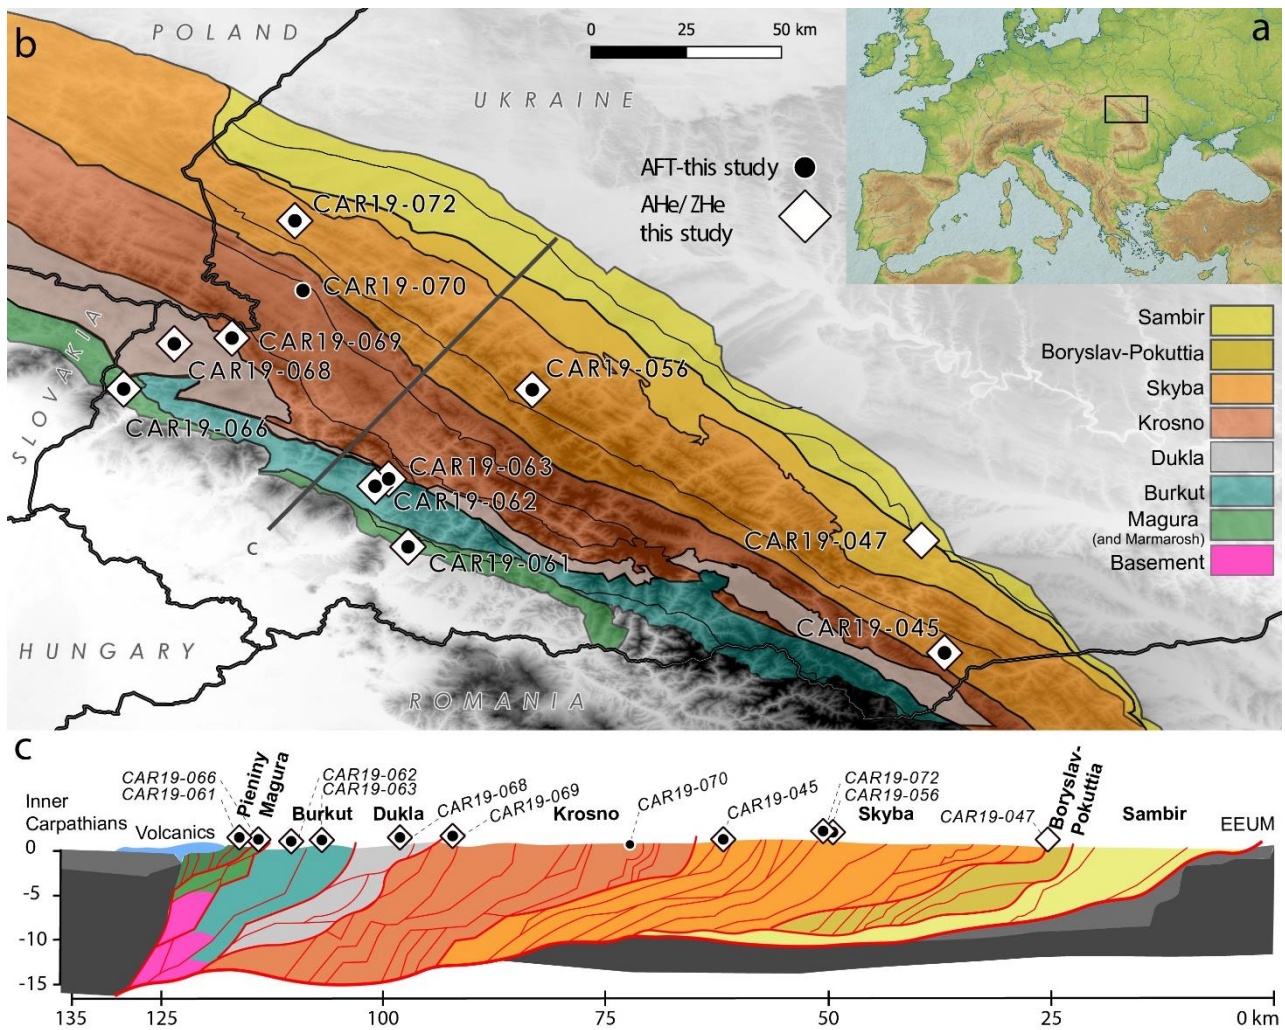 b
POLAND
0 25 50 km
a
UKRAINE
AFT-this study
AHe/ZHe
this study
CAR19-072
CAR19-070
CAR19-069
CAR19-068
CAR19-066
CAR19-056
CAR19-063
CAR19-062
CAR19-061
CAR19-047
CAR19-045
SLOVAKIA
HUNGARY
ROMANIA
c
Sambir
Boryslav-Pokuttia
Skyba
Krosno
Dukla
Burkut
Magura
(and Marmarosh)
Basement
c
Inner
Carpathians
Volcanics
CAR19-066
CAR19-061
Pieniny
Magura
CAR19-062
CAR19-063
Burkut
Dukla
CAR19-068
CAR19-069
Krosno
CAR19-070
CAR19-045
CAR19-072
CAR19-056
Skyba
CAR19-047
Boryslav-
Pokuttia
Sambir
EEUM
0
-5
-10
-15
135 125 100 75 50 25 0 km